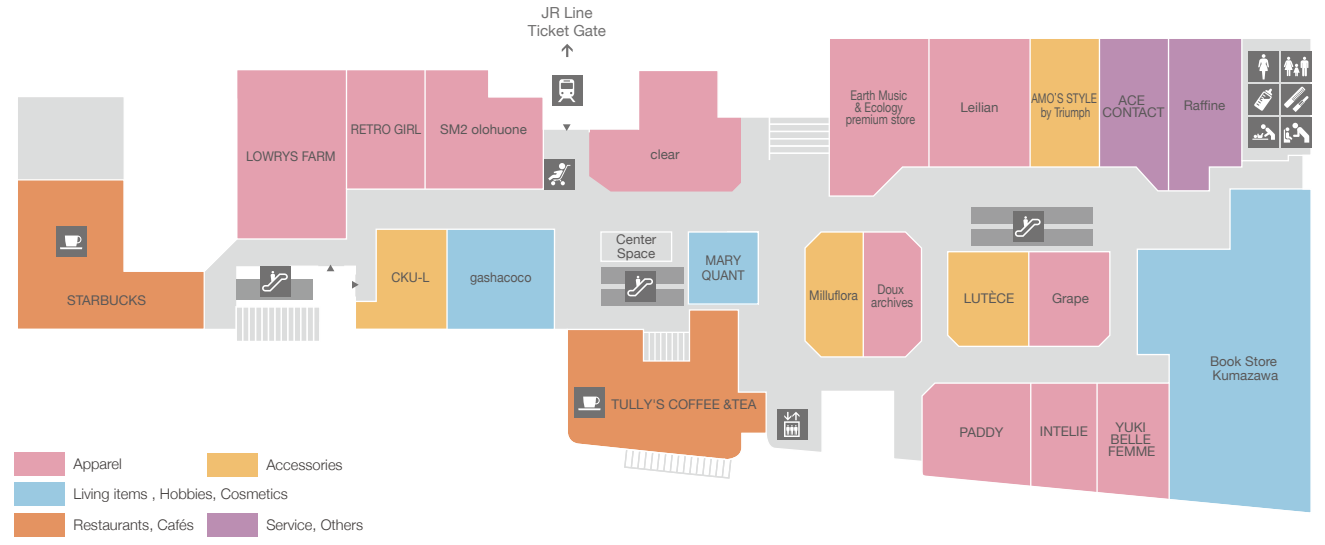 JR Line
Ticket Gate
LOWRYS FARM
RETRO GIRL
SM2 olohuone
clear
Earth Music
& Ecology
premium store
Leilian
AMO'S STYLE
by Triumph
ACE
CONTACT
Raffine
STARBUCKS
CKU-L
gashacoco
Center
Space
MARY
QUANT
Milluflora
Doux
archives
LUTÈCE
Grape
Book Store
Kumazawa
TULLY'S COFFEE &TEA
PADDY
INTELIE
YUKI
BELLE
FEMME
Apparel
Accessories
Living items , Hobbies, Cosmetics
Restaurants, Cafés
Service, Others